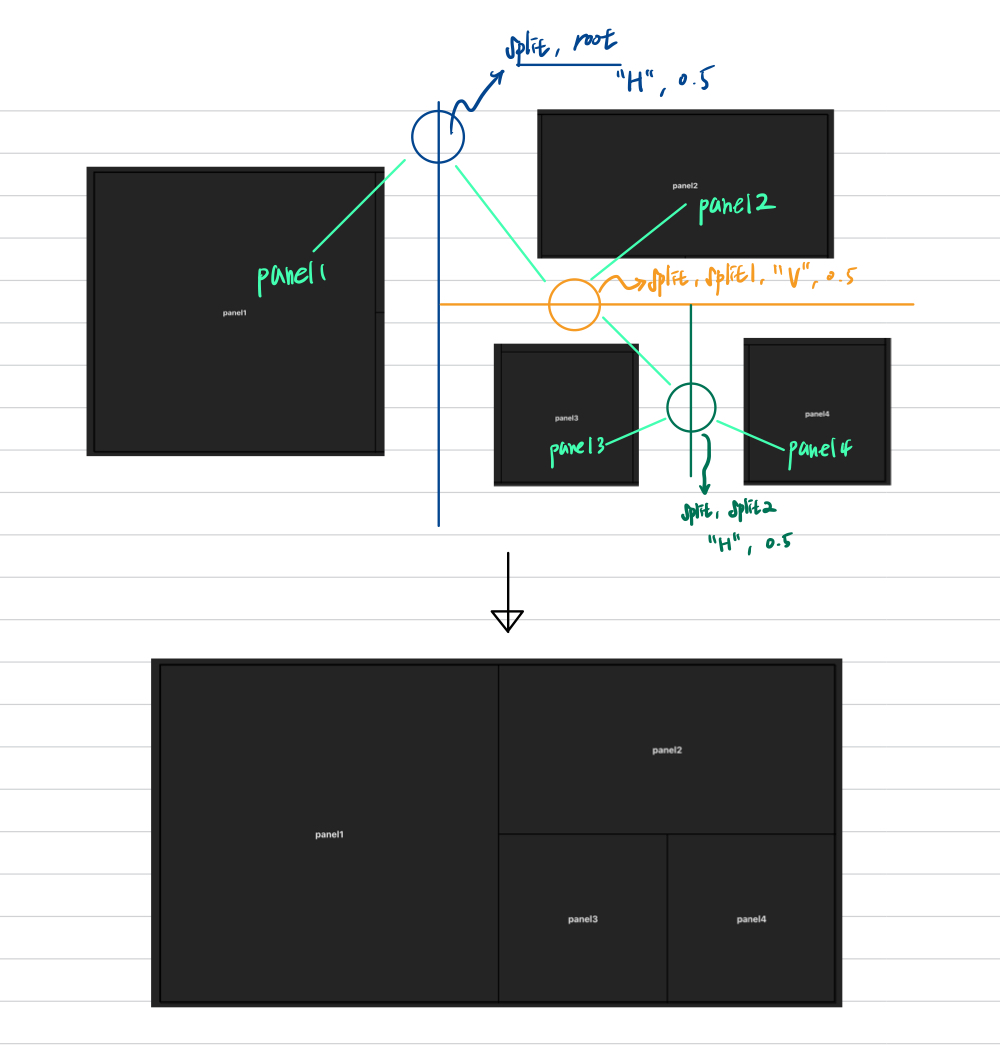 split, root
"H", 0.5
panel2
panel2
panel1
panel1
split, split1, "V", 0.5
panel3
panel4
panel3
panel4
split, split2
"H", 0.5
panel2
panel1
panel3
panel4